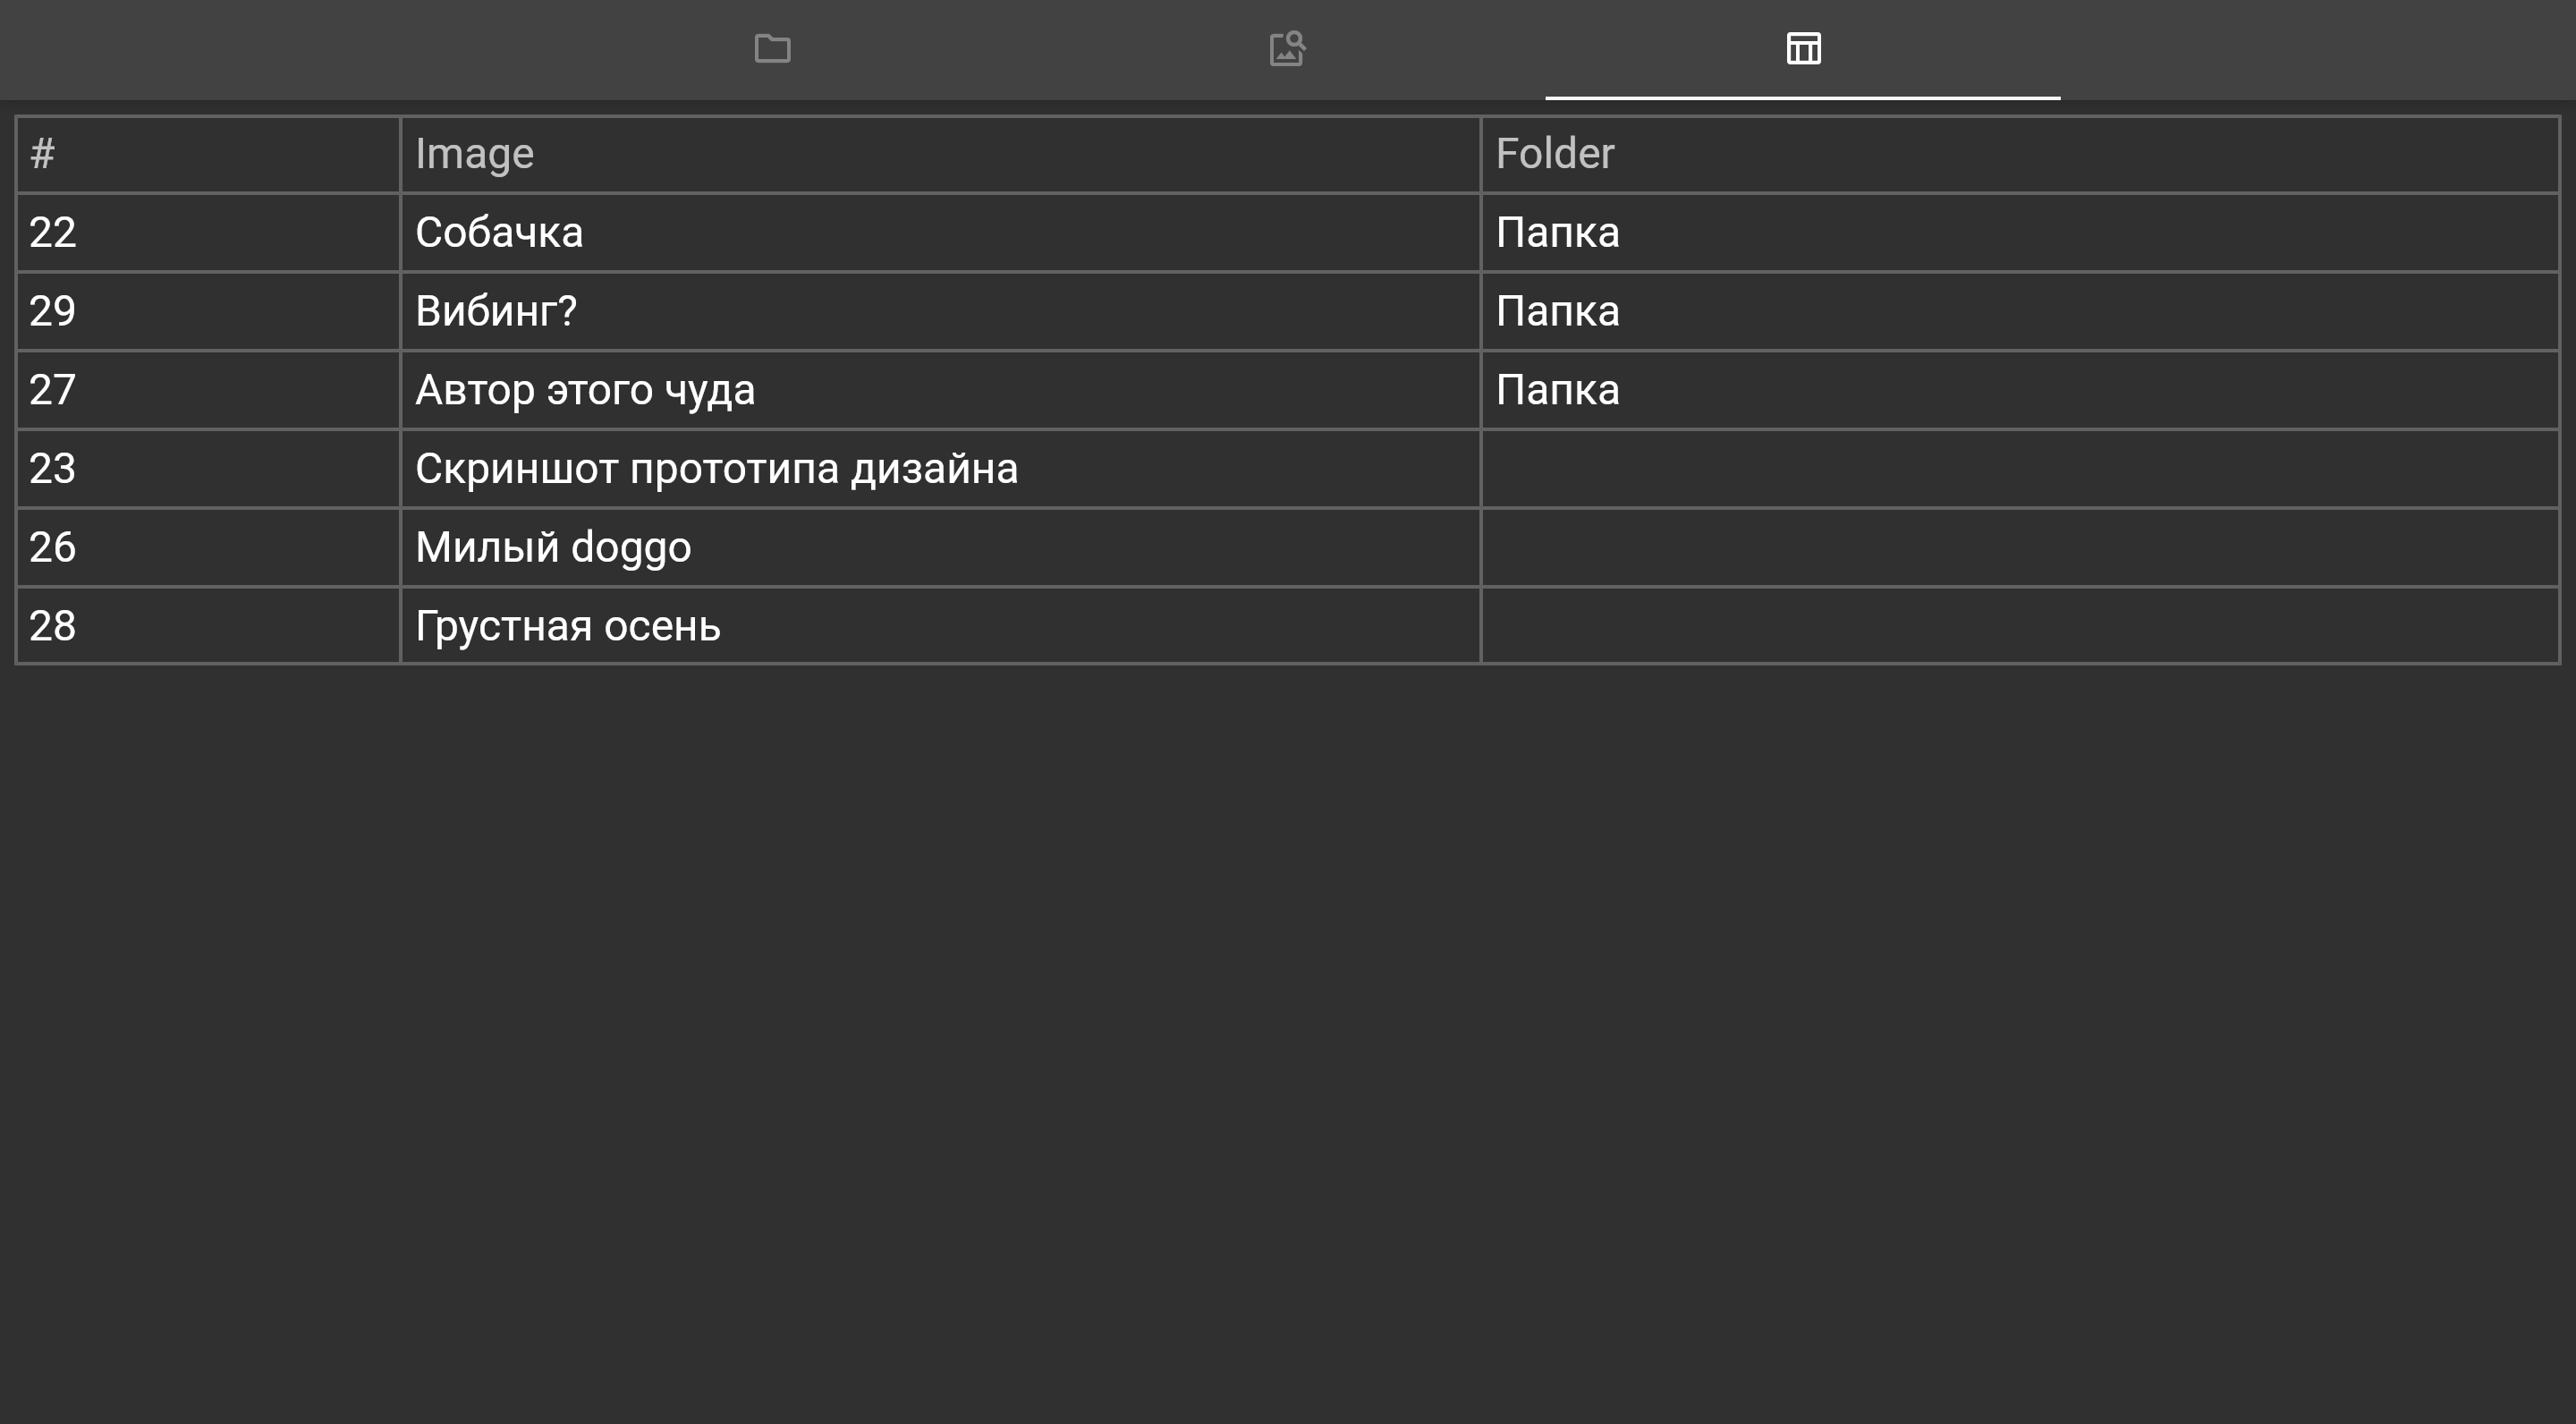 # Image Folder
22 Собачка Папка
29 Вибинг? Папка
27 Автор этого чуда Папка
23 Скриншот прототипа дизайна
26 Милый doggo
28 Грустная осень